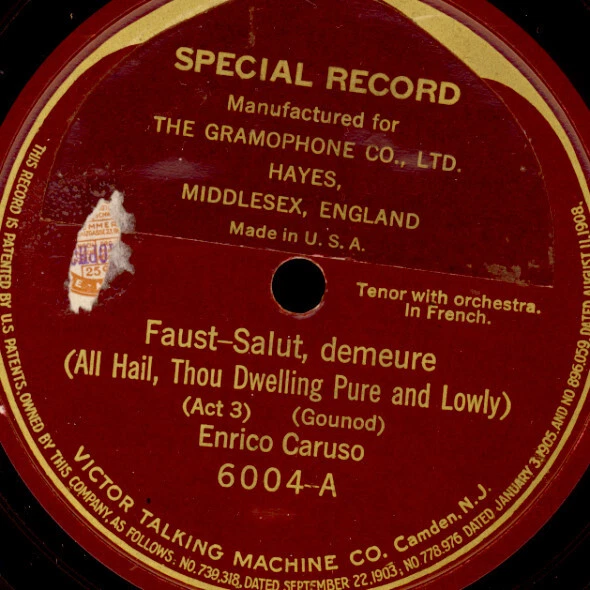 SPECIAL RECORD
Manufactured for
THE GRAMOPHONE CO., LTD.
HAYES,
MIDDLESEX, ENGLAND
Made in U. S. A.
Tenor with orchestra.
In French.
Faust–Salut, demeure
(All Hail, Thou Dwelling Pure and Lowly)
(Act 3) (Gounod)
Enrico Caruso
6004-A
VICTOR TALKING MACHINE CO. Camden, N.J.
THIS RECORD IS PATENTED BY U.S. PATENTS, OWNED BY THIS COMPANY, AS FOLLOWS: NO. 739,318, DATED SEPTEMBER 22, 1903; NO. 778,976 DATED JANUARY 3, 1905, AND NO 896,059, DATED AUGUST 11, 1908.
25